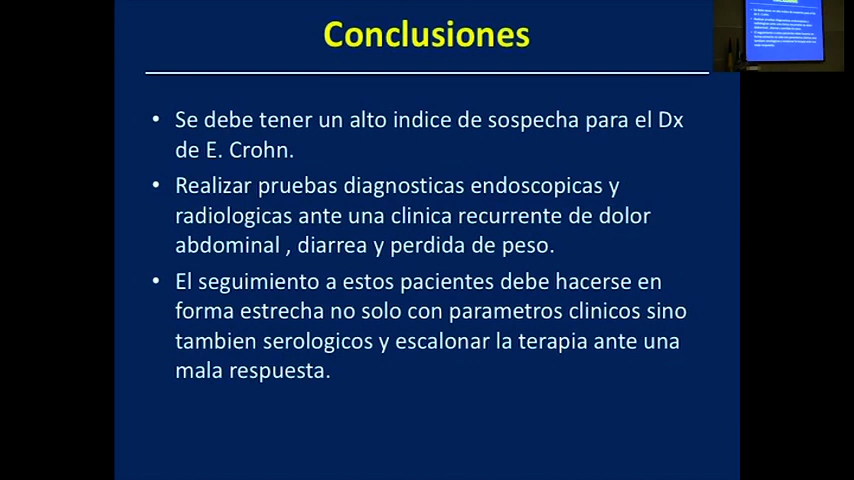 Conclusiones
• Se debe tener un alto indice de sospecha para el Dx
de E. Crohn.
• Realizar pruebas diagnosticas endoscopicas y
radiologicas ante una clinica recurrente de dolor
abdominal , diarrea y perdida de peso.
• El seguimiento a estos pacientes debe hacerse en
forma estrecha no solo con parametros clinicos sino
tambien serologicos y escalonar la terapia ante una
mala respuesta.